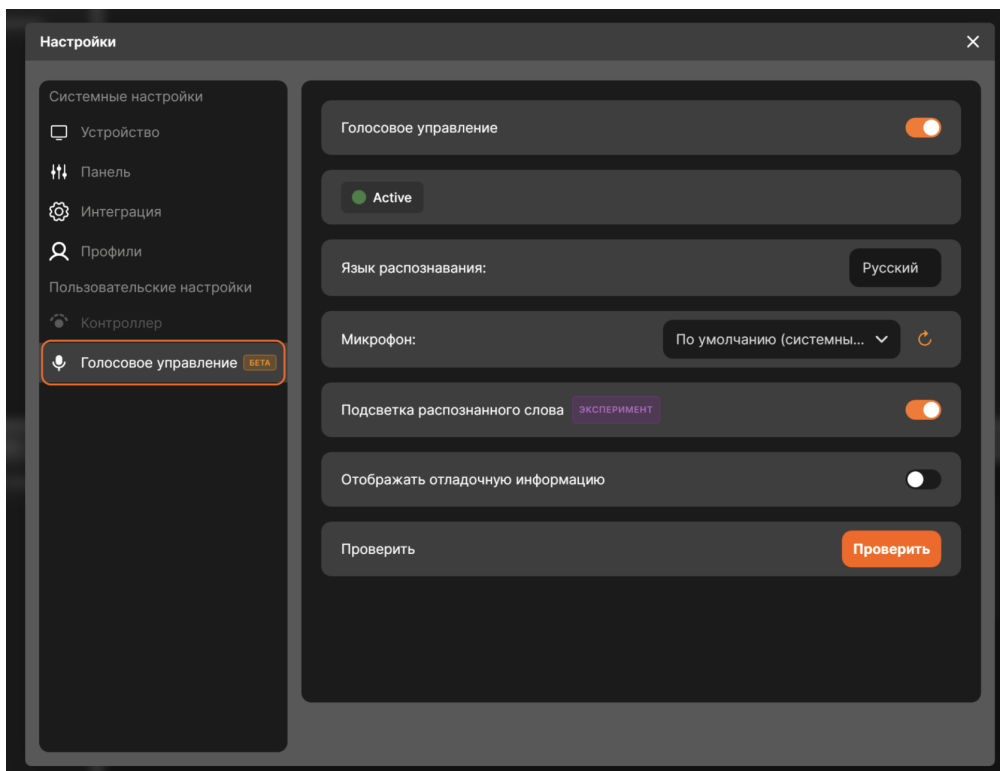 Настройки
Системные настройки
Устройство
Панель
Интеграция
Профили
Пользовательские настройки
Контроллер
Голосовое управление БЕТА
Голосовое управление
Active
Язык распознавания: Русский
Микрофон: По умолчанию (системны...
Подсветка распознанного слова ЭКСПЕРИМЕНТ
Отображать отладочную информацию
Проверить Проверить